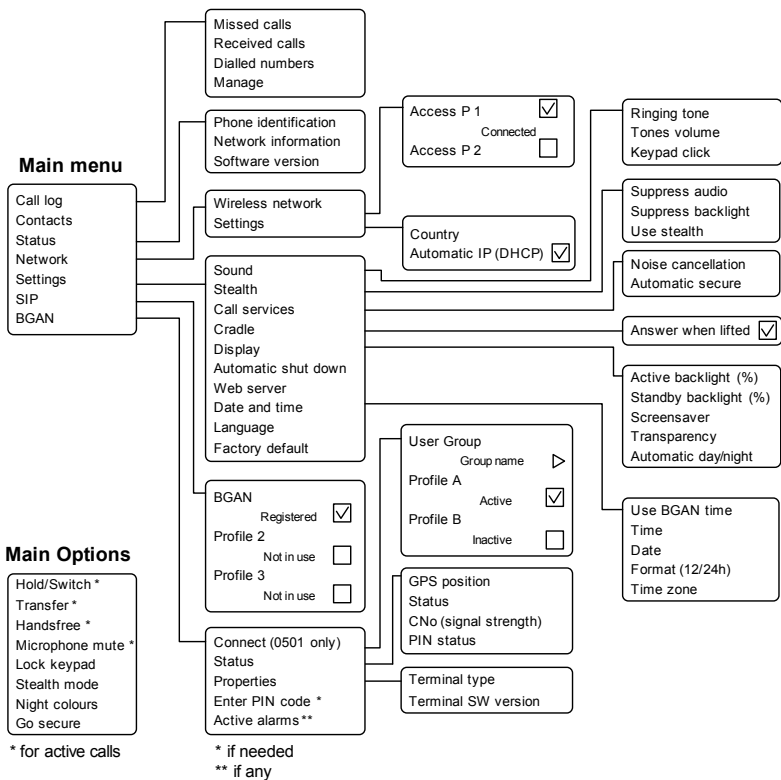 Main menu
Call log
Contacts
Status
Network
Settings
SIP
BGAN
Missed calls
Received calls
Dialled numbers
Manage
Phone identification
Network information
Software version
Wireless network
Settings
Access P 1
Connected
Access P 2
Country
Automatic IP (DHCP)
Sound
Stealth
Call services
Cradle
Display
Automatic shut down
Web server
Date and time
Language
Factory default
Ringing tone
Tones volume
Keypad click
Suppress audio
Suppress backlight
Use stealth
Noise cancellation
Automatic secure
Answer when lifted
Active backlight (%)
Standby backlight (%)
Screensaver
Transparency
Automatic day/night
Use BGAN time
Time
Date
Format (12/24h)
Time zone
BGAN
Registered
Profile 2
Not in use
Profile 3
Not in use
Connect (0501 only)
Status
Properties
Enter PIN code *
Active alarms **
* if needed
** if any
User Group
Group name
Profile A
Active
Profile B
Inactive
GPS position
Status
CNo (signal strength)
PIN status
Terminal type
Terminal SW version
Main Options
Hold/Switch *
Transfer *
Handsfree *
Microphone mute *
Lock keypad
Stealth mode
Night colours
Go secure
* for active calls